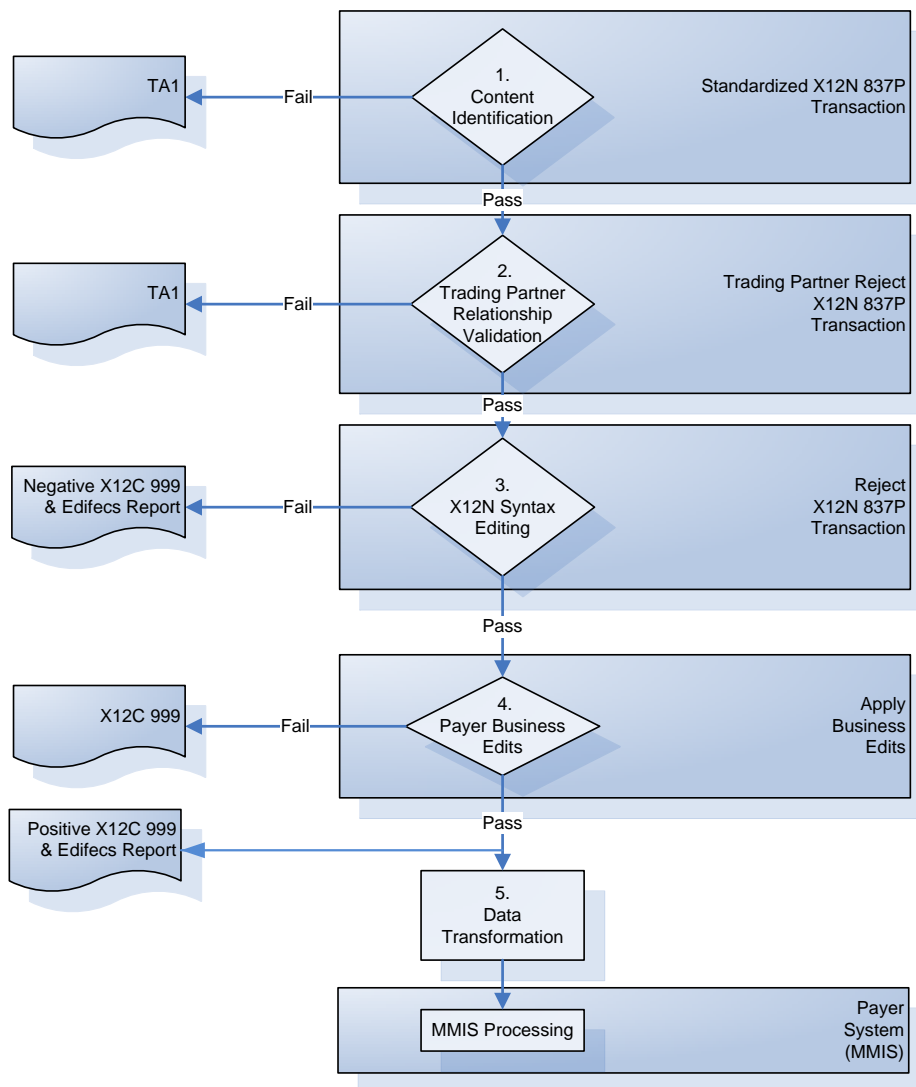 TA1
Fail
1.
Content
Identification
Standardized X12N 837P
Transaction
Pass
TA1
Fail
2.
Trading Partner
Relationship
Validation
Trading Partner Reject
X12N 837P
Transaction
Pass
Negative X12C 999
& Edifecs Report
Fail
3.
X12N Syntax
Editing
Reject
X12N 837P
Transaction
Pass
X12C 999
Fail
4.
Payer Business
Edits
Apply
Business
Edits
Pass
Positive X12C 999
& Edifecs Report
5.
Data
Transformation
MMIS Processing
Payer
System
(MMIS)